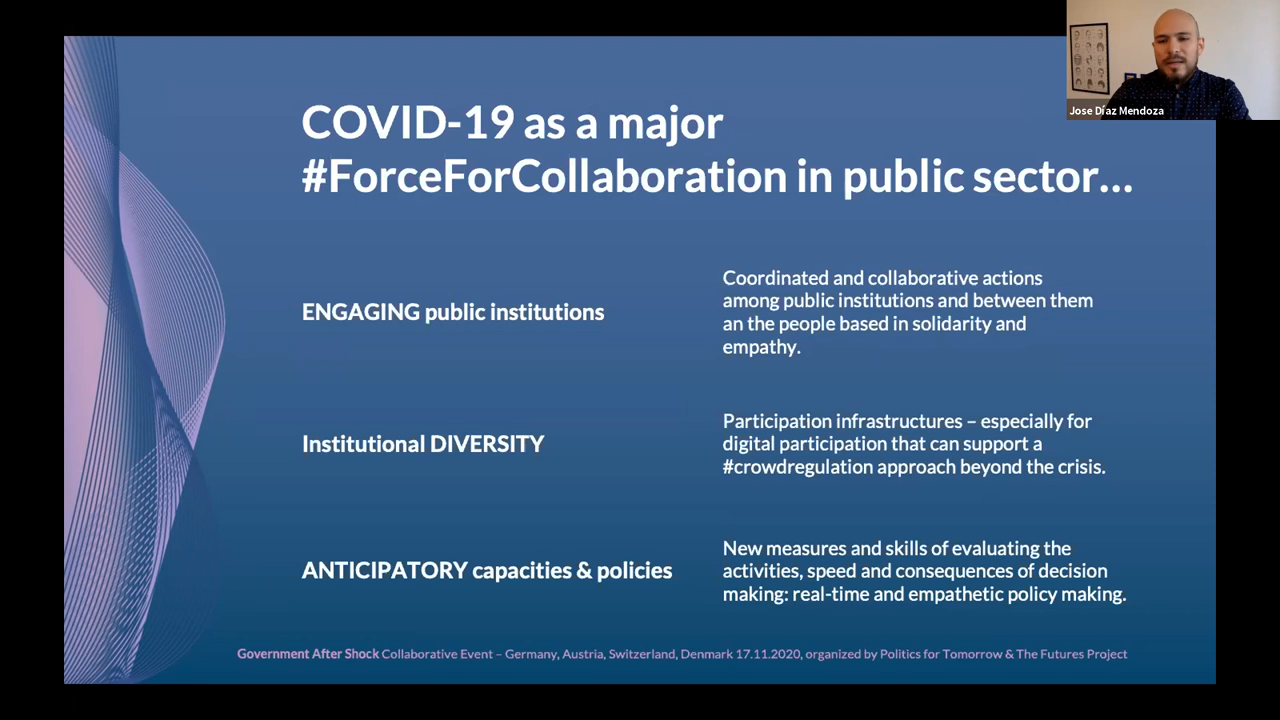 COVID-19 as a major
#ForceForCollaboration in public sector...
ENGAGING public institutions
Coordinated and collaborative actions
among public institutions and between them
an the people based in solidarity and
empathy.
Institutional DIVERSITY
Participation infrastructures – especially for
digital participation that can support a
#crowdregulation approach beyond the crisis.
ANTICIPATORY capacities & policies
New measures and skills of evaluating the
activities, speed and consequences of decision
making: real-time and empathetic policy making.
Government After Shock Collaborative Event – Germany, Austria, Switzerland, Denmark 17.11.2020, organized by Politics for Tomorrow & The Futures Project
Jose Díaz Mendoza